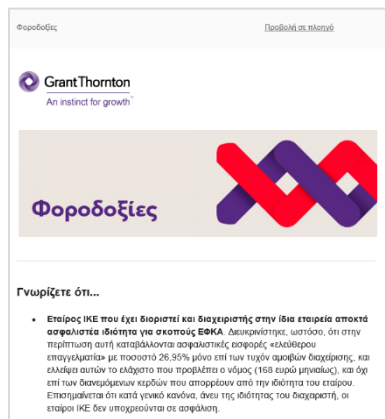 Φοροδοξίες Προβολή σε πλοηγό
Grant Thornton
An instinct for growth™
Φοροδοξίες
Γνωρίζετε ότι...
• Εταίρος ΙΚΕ που έχει διοριστεί και διαχειριστής στην ίδια εταιρεία αποκτά
ασφαλιστέα ιδιότητα για σκοπούς ΕΦΚΑ. Διευκρινίστηκε, ωστόσο, ότι στην
περίπτωση αυτή καταβάλλονται ασφαλιστικές εισφορές «ελεύθερου
επαγγελματία» με ποσοστό 26,95% μόνο επί των τυχόν αμοιβών διαχείρισης, και
ελλείψει αυτών το ελάχιστο που προβλέπει ο νόμος (168 ευρώ μηνιαίως), και όχι
επί των διανεμόμενων κερδών που απορρέουν από την ιδιότητα του εταίρου.
Επισημαίνεται ότι κατά γενικό κανόνα, άνευ της ιδιότητας του διαχειριστή, οι
εταίροι ΙΚΕ δεν υποχρεούνται σε ασφάλιση.